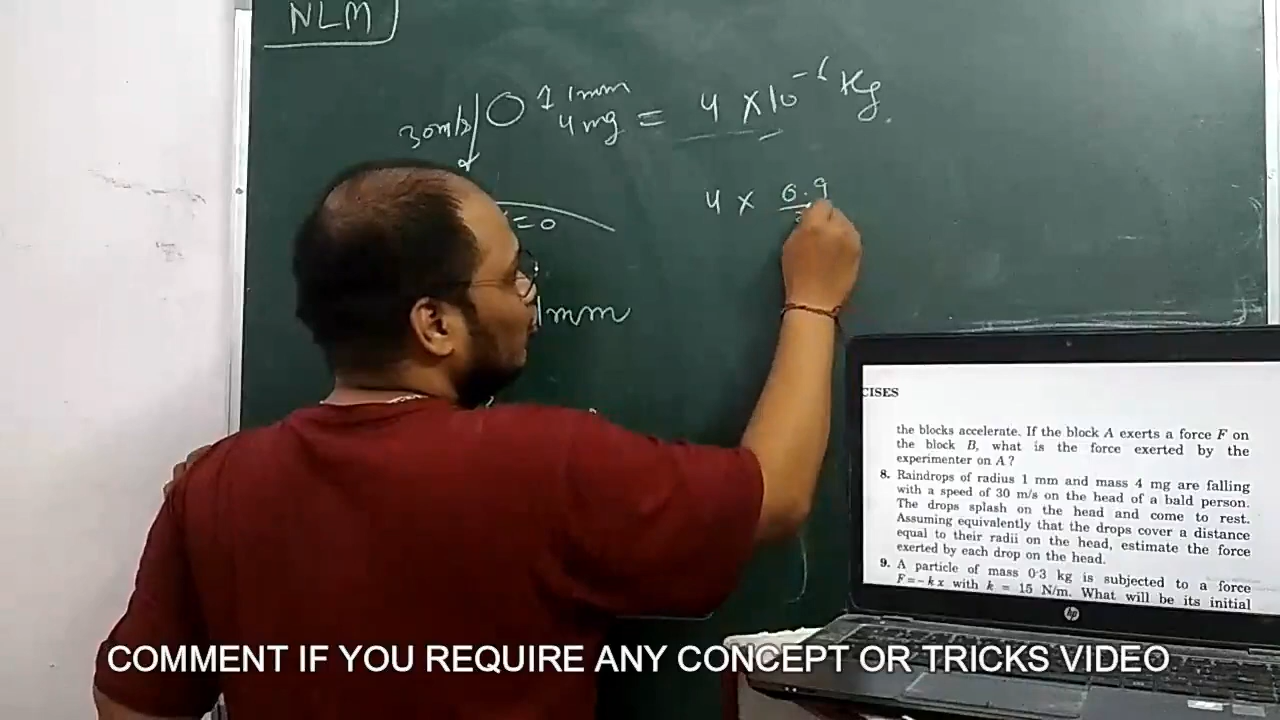 NLM
30m/s 1 1mm
4mg = 4 × 10⁻⁶ Kg.
4 ×
= 0
1mm
CISES
the blocks accelerate. If the block A exerts a force F on
the block B, what is the force exerted by the
experimenter on A ?
8. Raindrops of radius 1 mm and mass 4 mg are falling
with a speed of 30 m/s on the head of a bald person.
The drops splash on the head and come to rest.
Assuming equivalently that the drops cover a distance
equal to their radii on the head, estimate the force
exerted by each drop on the head.
9. A particle of mass 0·3 kg is subjected to a force
F = – k x with k = 15 N/m. What will be its initial
hp
COMMENT IF YOU REQUIRE ANY CONCEPT OR TRICKS VIDEO